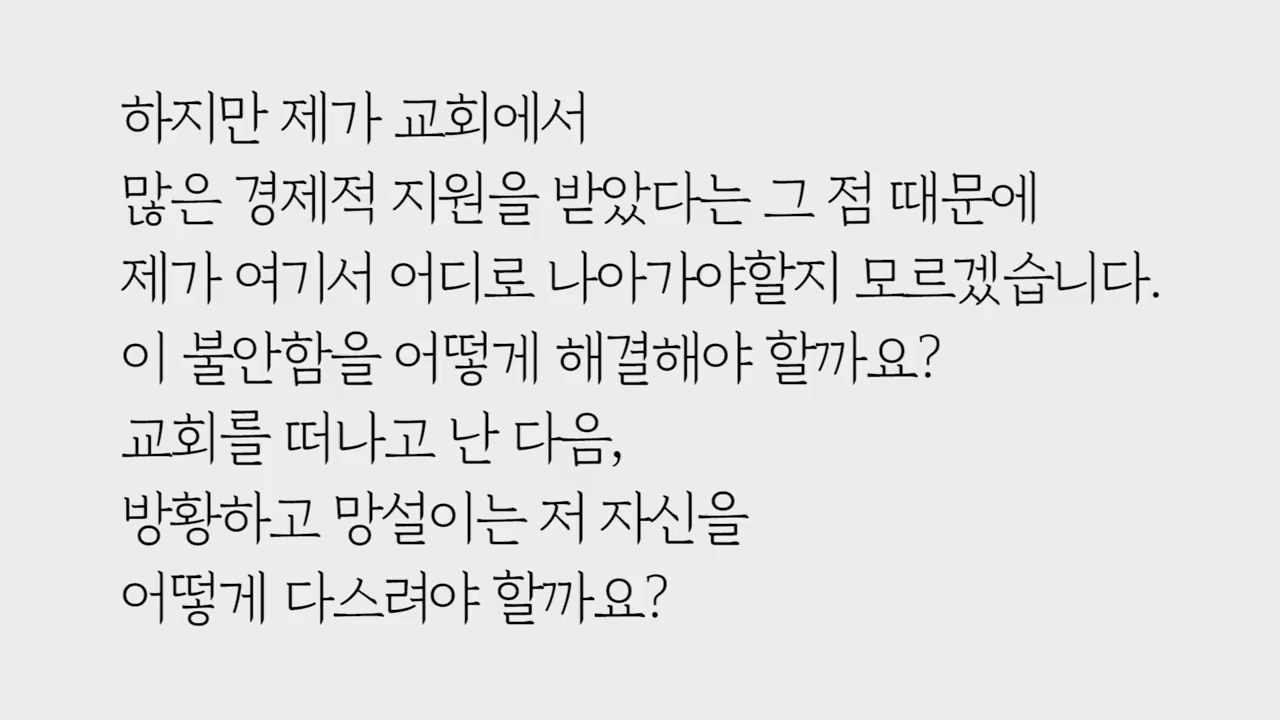 하지만 제가 교회에서
많은 경제적 지원을 받았다는 그 점 때문에
제가 여기서 어디로 나아가야할지 모르겠습니다.
이 불안함을 어떻게 해결해야 할까요?
교회를 떠나고 난 다음,
방황하고 망설이는 저 자신을
어떻게 다스려야 할까요?